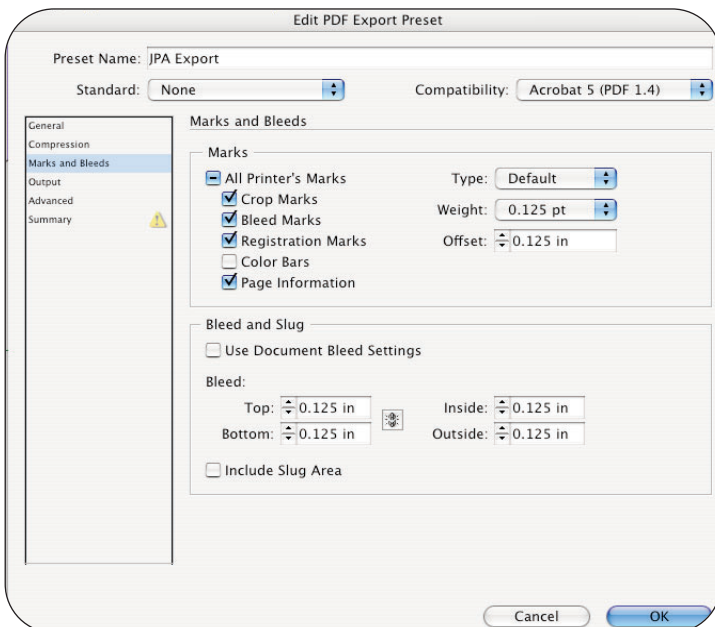 Edit PDF Export Preset
Preset Name: JPA Export
Standard: None Compatibility: Acrobat 5 (PDF 1.4)
General
Compression
Marks and Bleeds
Output
Advanced
Summary
Marks and Bleeds
Marks
All Printer's Marks Type: Default
Crop Marks
Bleed Marks Weight: 0.125 pt
Registration Marks Offset: 0.125 in
Color Bars
Page Information
Bleed and Slug
Use Document Bleed Settings
Bleed:
Top: 0.125 in Inside: 0.125 in
Bottom: 0.125 in Outside: 0.125 in
Include Slug Area
Cancel OK